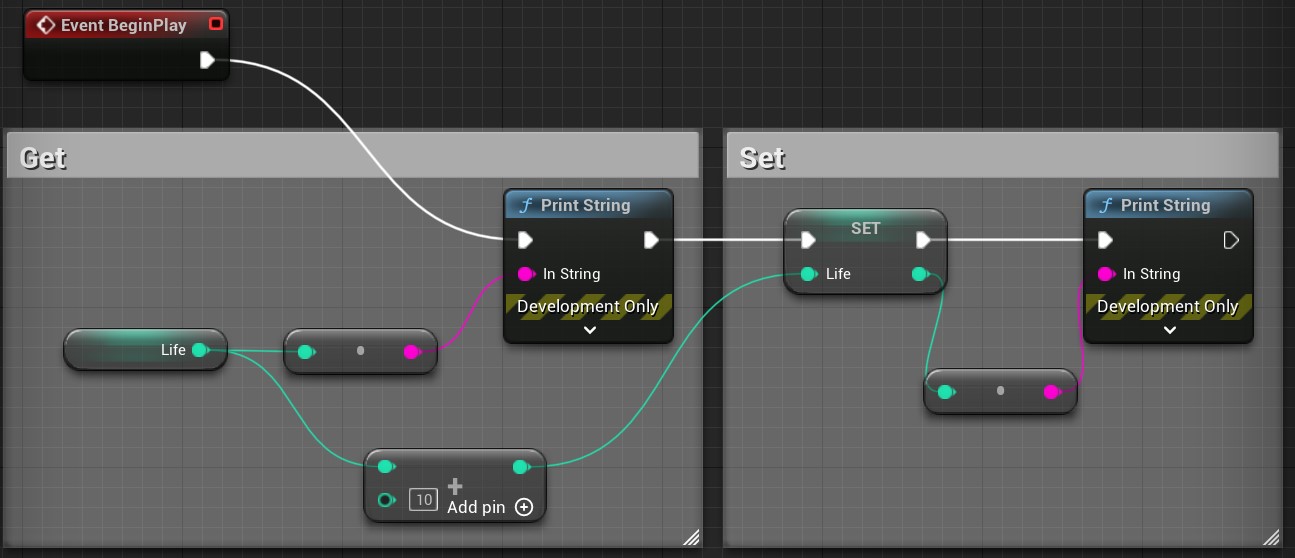 Event BeginPlay
Get
Set
f Print String
In String
Development Only
SET
Life
f Print String
In String
Development Only
Life
10
+
Add pin